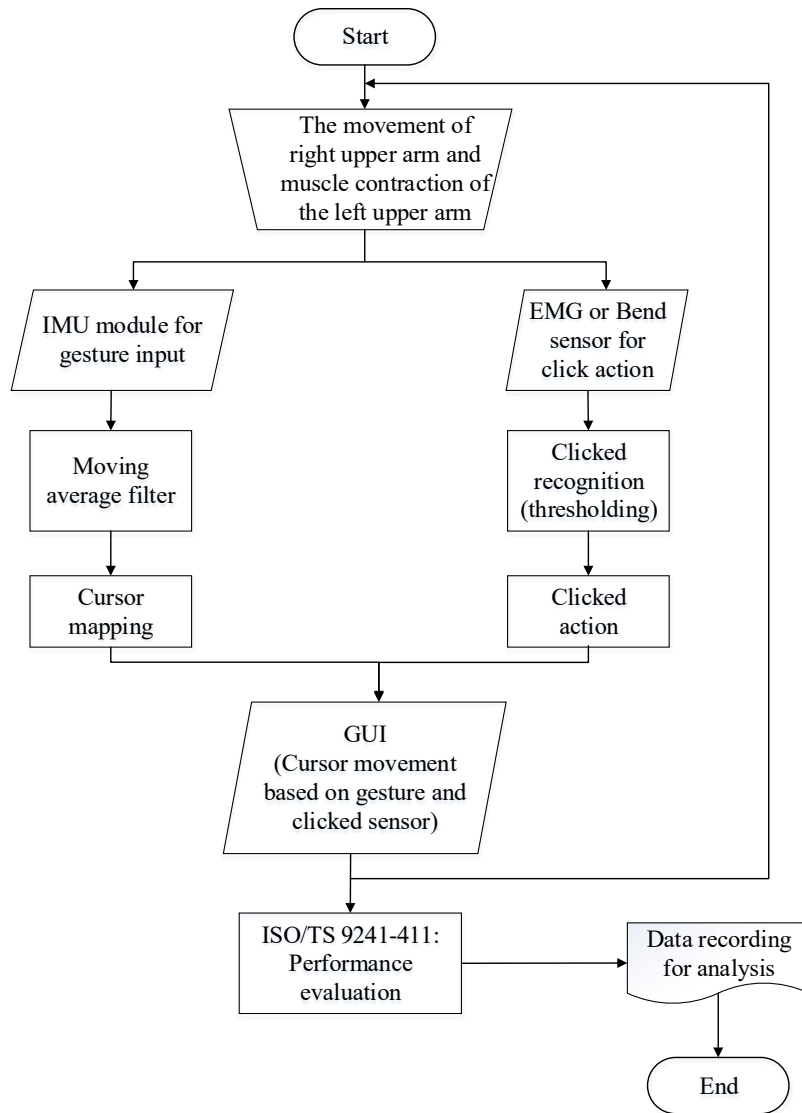 Start
The movement of
right upper arm and
muscle contraction of
the left upper arm
IMU module for
gesture input
EMG or Bend
sensor for
click action
Moving
average filter
Clicked
recognition
(thresholding)
Cursor
mapping
Clicked
action
GUI
(Cursor movement
based on gesture and
clicked sensor)
ISO/TS 9241-411:
Performance
evaluation
Data recording
for analysis
End